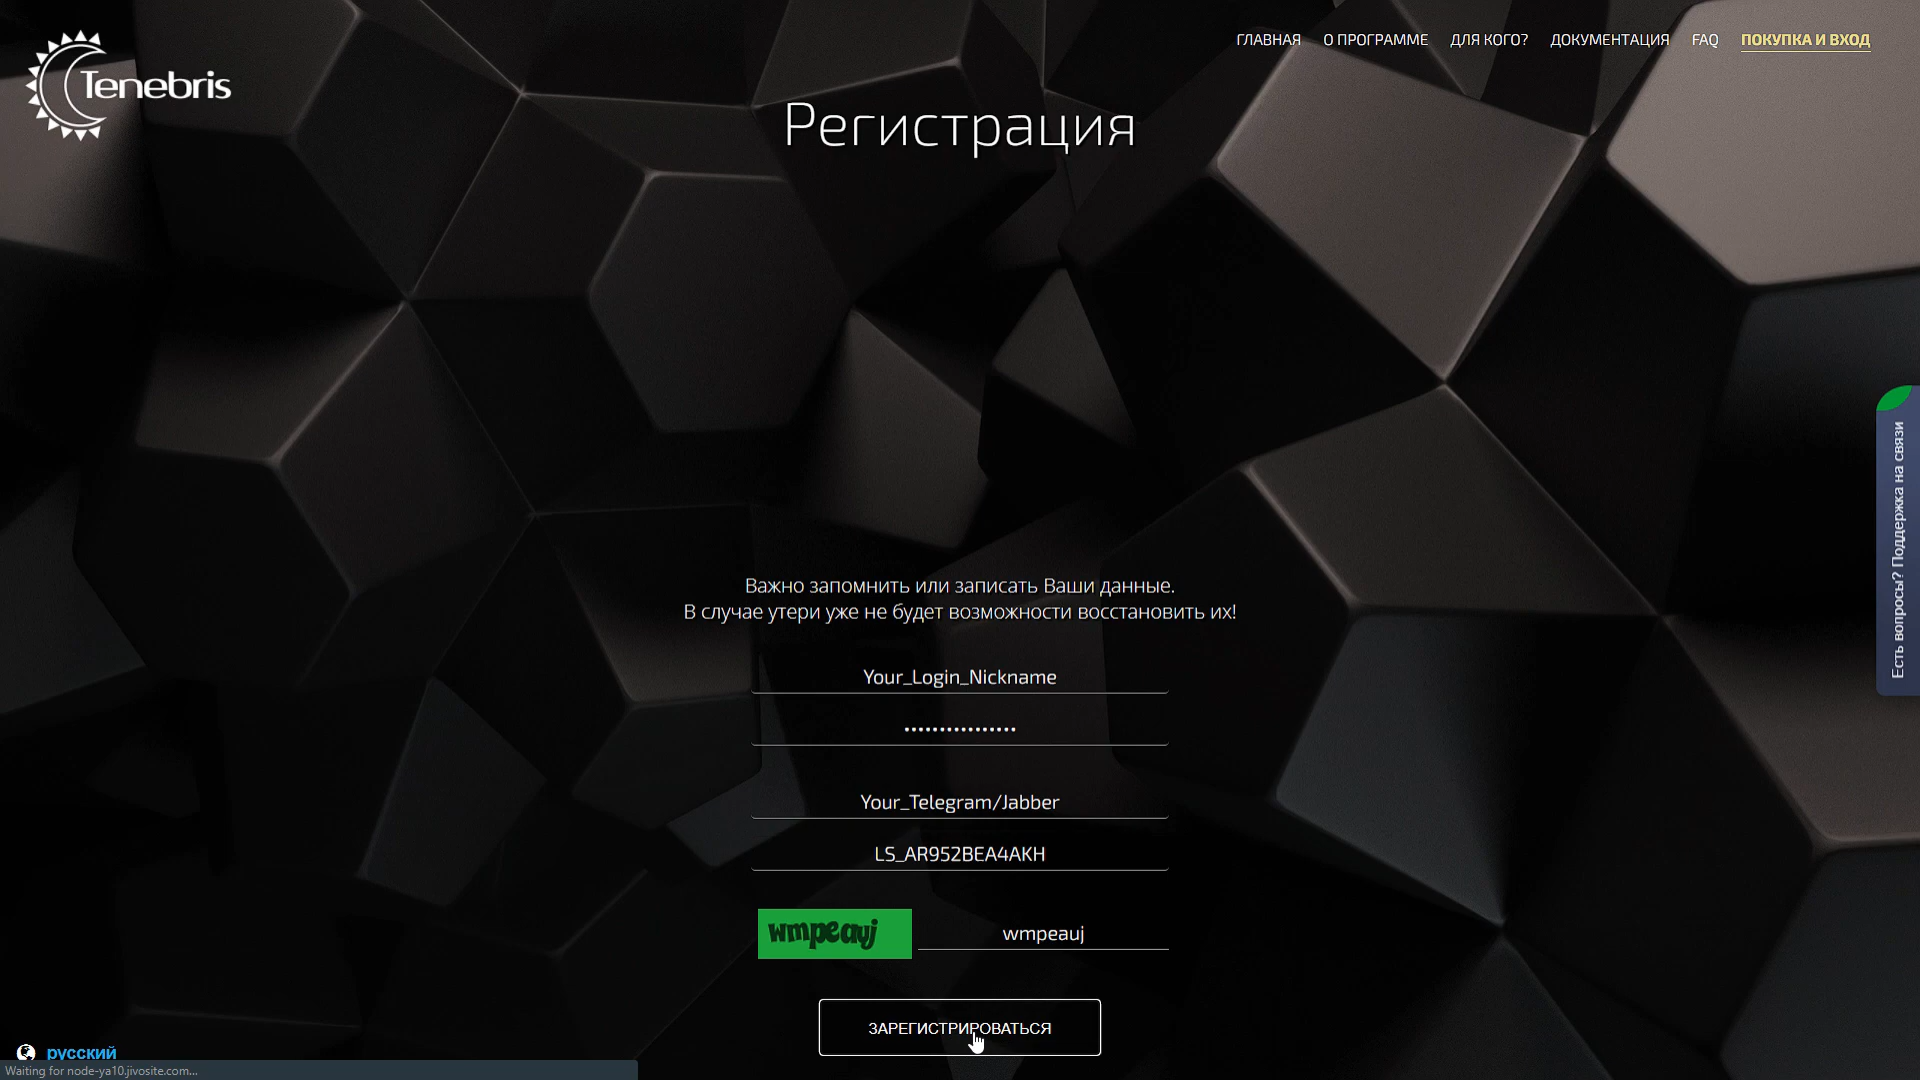 Tenebris
ГЛАВНАЯ О ПРОГРАММЕ ДЛЯ КОГО? ДОКУМЕНТАЦИЯ FAQ ПОКУПКА И ВХОД
Регистрация
Есть вопросы? Поддержка на связи
Важно запомнить или записать Ваши данные.
В случае утери уже не будет возможности восстановить их!
Your_Login_Nickname
••••••••••••••••
Your_Telegram/Jabber
LS_AR952BEA4AKH
wmpeauj wmpeauj
ЗАРЕГИСТРИРОВАТЬСЯ
русский
Waiting for node-ya10.jivosite.com...